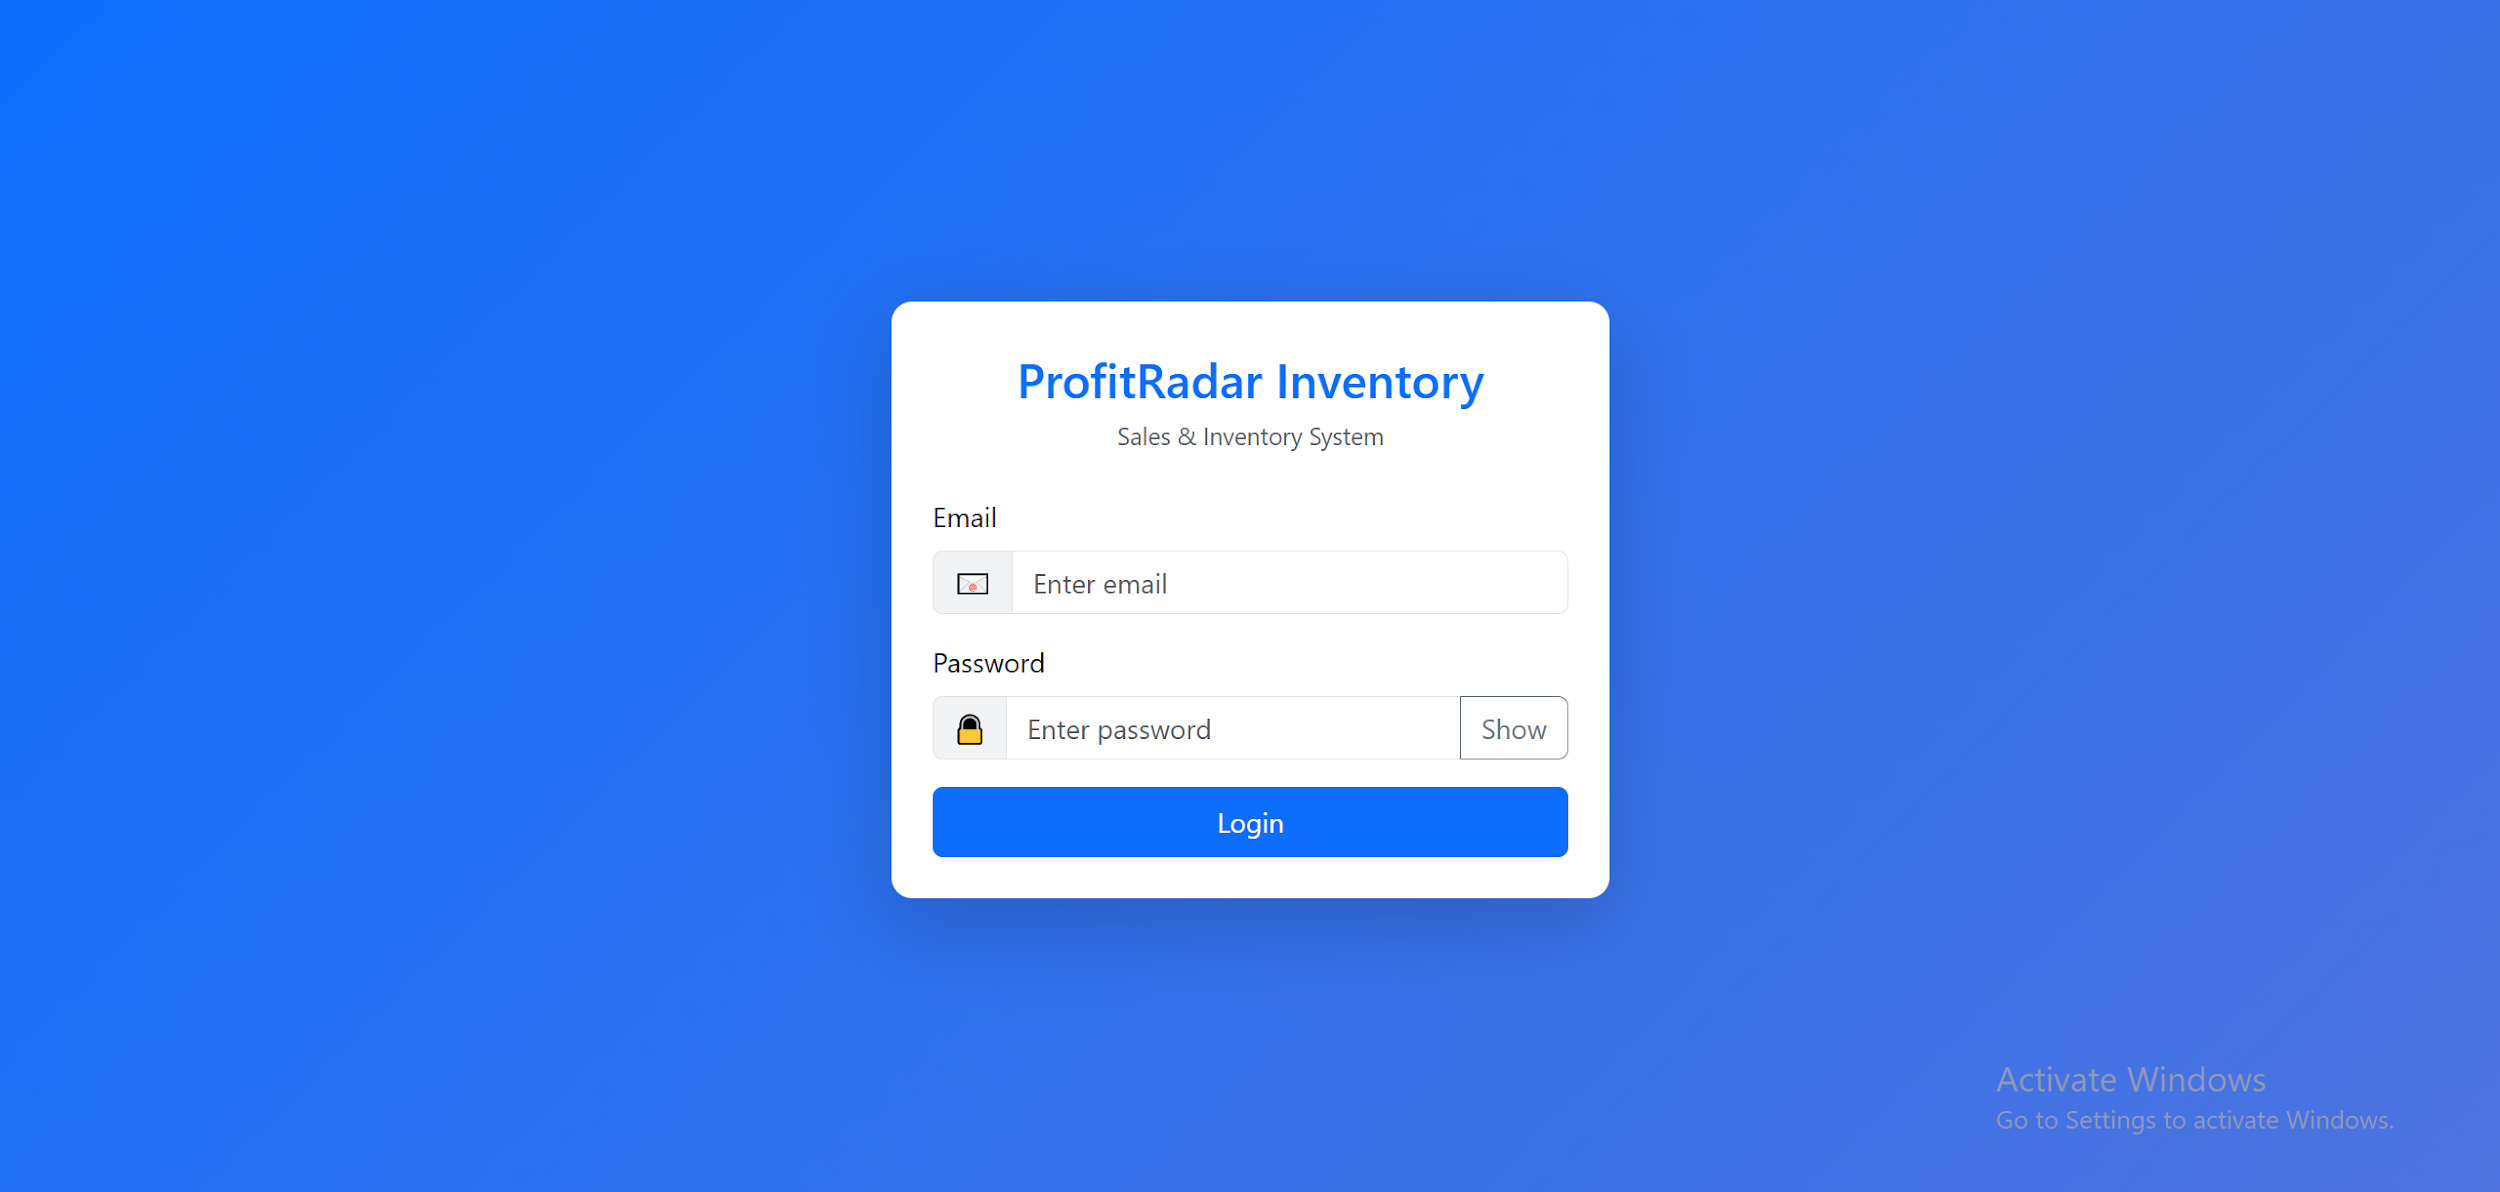 ProfitRadar Inventory
Sales & Inventory System
Email
Enter email
Password
Enter password
Show
Login
Activate Windows
Go to Settings to activate Windows.